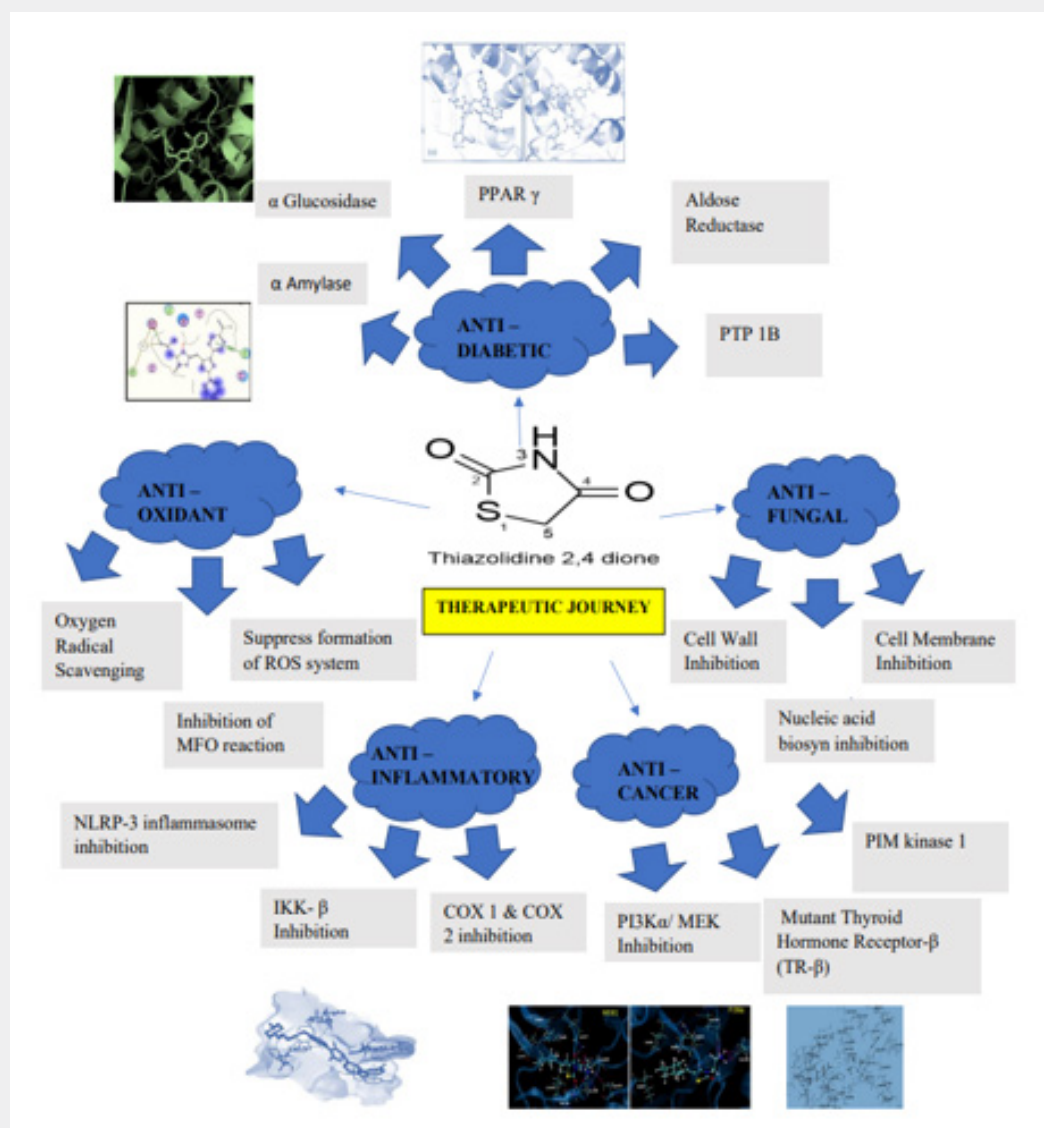 α Glucosidase
PPAR γ
Aldose
Reductase
α Amylase
ANTI –
DIABETIC
PTP 1B
ANTI –
OXIDANT
O
H
N
3
2
4
O
S
1
5
Thiazolidine 2,4 dione
ANTI –
FUNGAL
THERAPEUTIC JOURNEY
Oxygen
Radical
Scavenging
Suppress formation
of ROS system
Cell Wall
Inhibition
Cell Membrane
Inhibition
Inhibition of
MFO reaction
Nucleic acid
biosyn inhibition
ANTI –
INFLAMMATORY
ANTI –
CANCER
NLRP-3 inflammasome
inhibition
PIM kinase 1
IKK- β
Inhibition
COX 1 & COX
2 inhibition
PI3Kα/ MEK
Inhibition
Mutant Thyroid
Hormone Receptor-β
(TR-β)